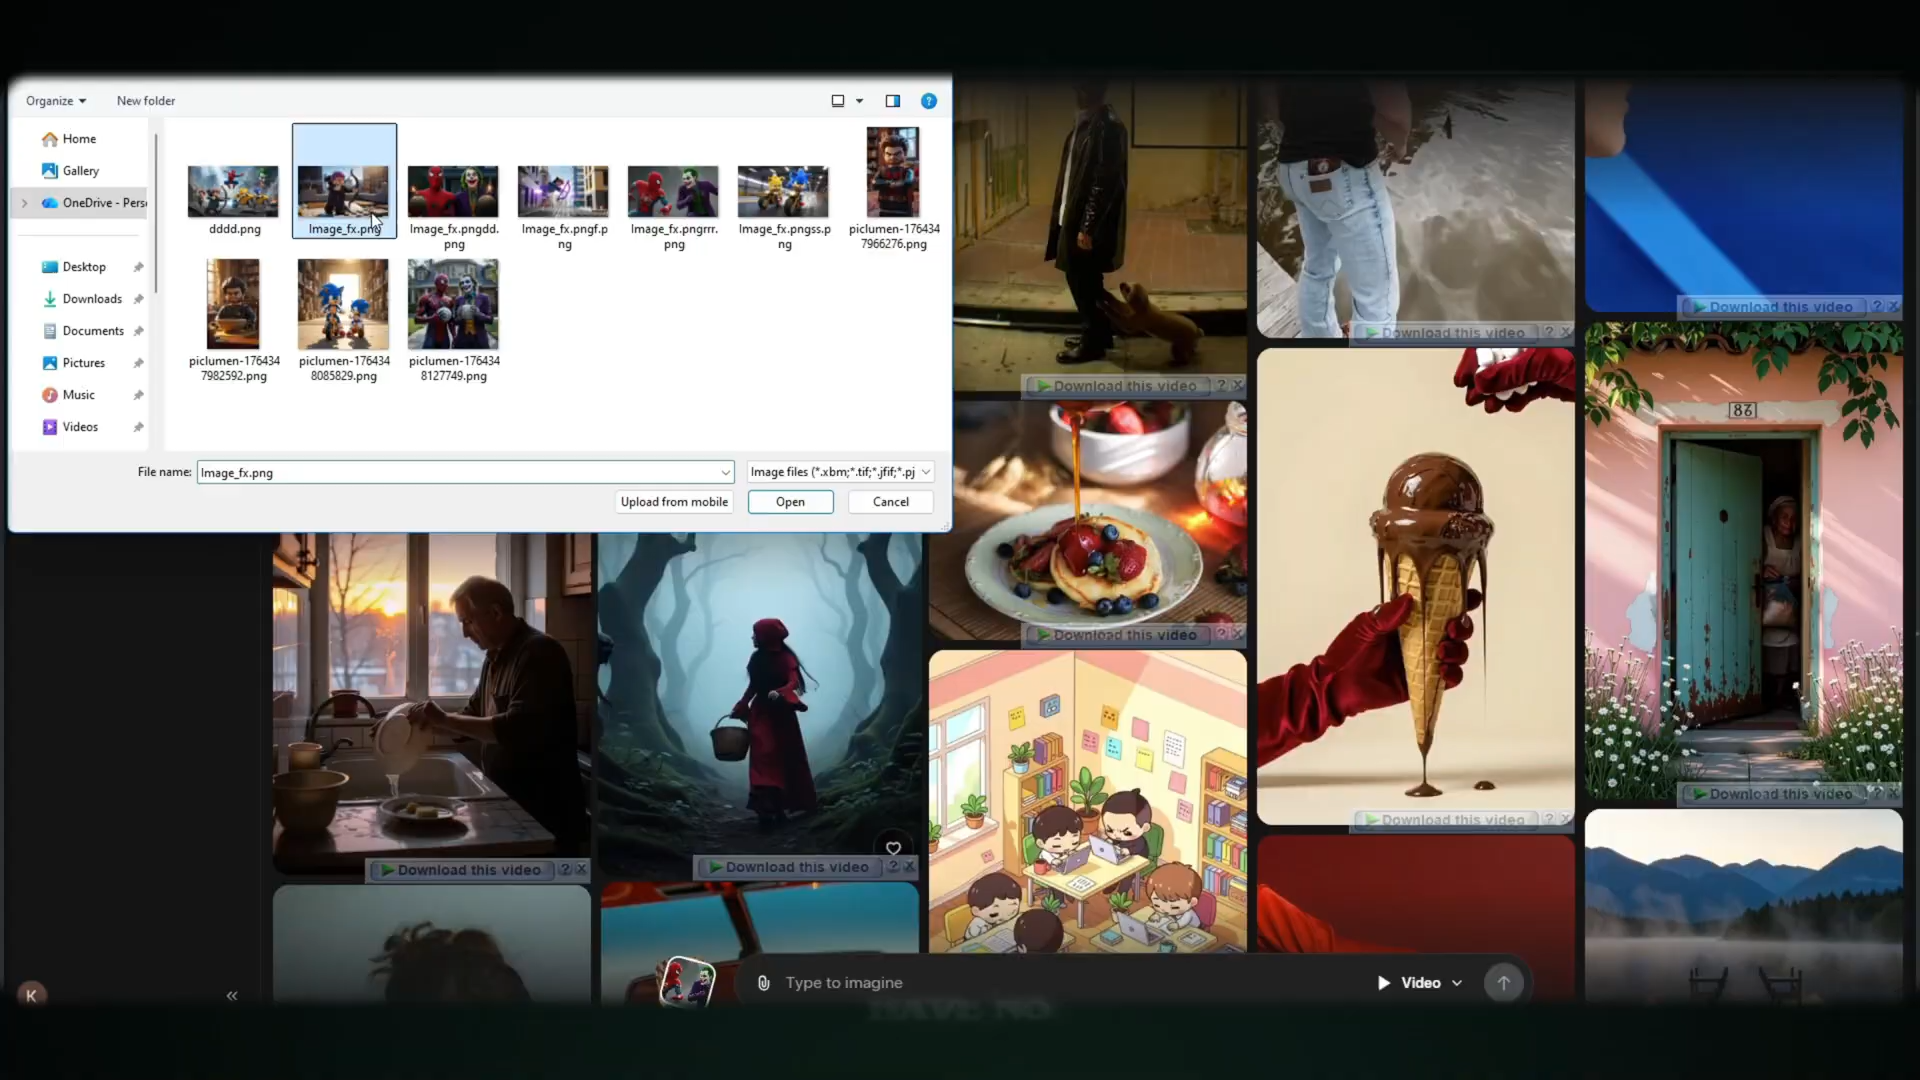 Organize
New folder
Home
Gallery
OneDrive - Pers
Desktop
Downloads
Documents
Pictures
Music
Videos
dddd.png
Image_fx.png
Image_fx.pngdd.
png
Image_fx.pngf.p
ng
Image_fx.pngrrr.
png
Image_fx.pngss.p
ng
piclumen-176434
7966276.png
piclumen-176434
7982592.png
piclumen-176434
8085829.png
piclumen-176434
8127749.png
File name:
Image_fx.png
Image files (*.xbm;*.tif;*.jfif;*.pj
Upload from mobile
Open
Cancel
Download this video ? X
Download this video ? X
Download this video ? X
83
Download this video ? X
Download this video ? X
Download this video ? X
Download this video ? X
Download this video ? X
K
Type to imagine
Video
HAVE NO